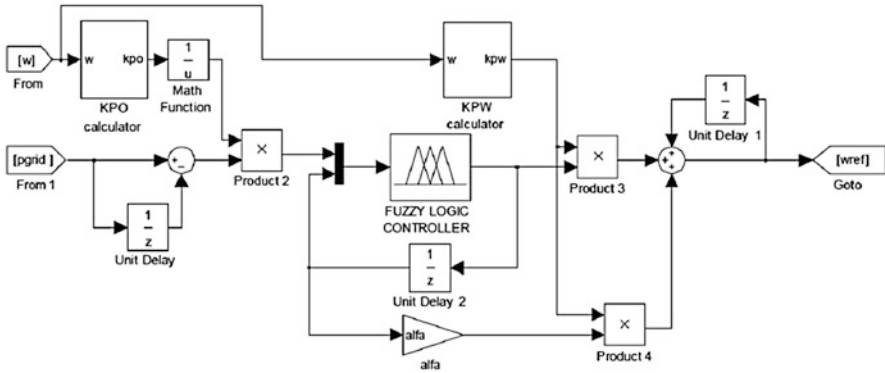 [w]
From
w
kpo
KPO
calculator
1
u
Math
Function
w
kpw
KPW
calculator
1
z
Unit Delay 1
[pgrid ]
From 1
+
−
×
Product 2
FUZZY LOGIC
CONTROLLER
×
Product 3
+
+
+
[wref]
Goto
1
z
Unit Delay
1
z
Unit Delay 2
alfa
alfa
×
Product 4